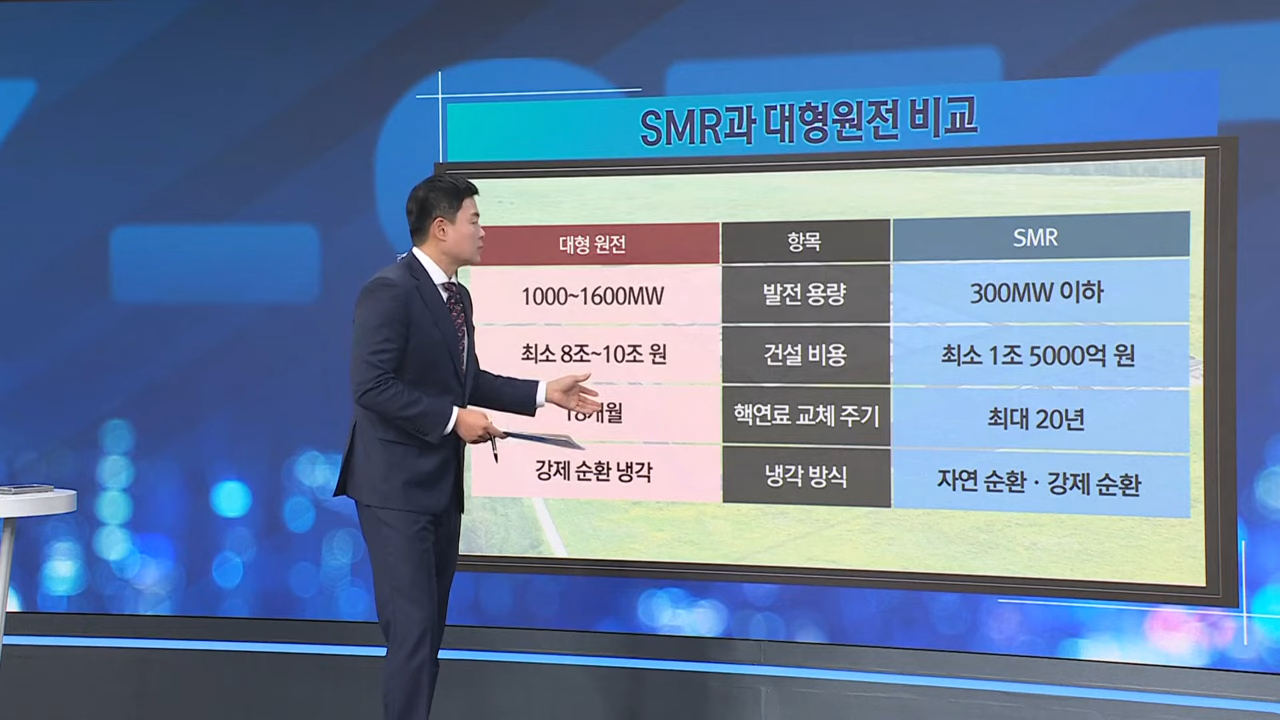 SMR과 대형원전 비교
대형 원전 항목 SMR
1000~1600MW 발전 용량 300MW 이하
최소 8조~10조 원 건설 비용 최소 1조 5000억 원
18개월 핵연료 교체 주기 최대 20년
강제 순환 냉각 냉각 방식 자연 순환 · 강제 순환